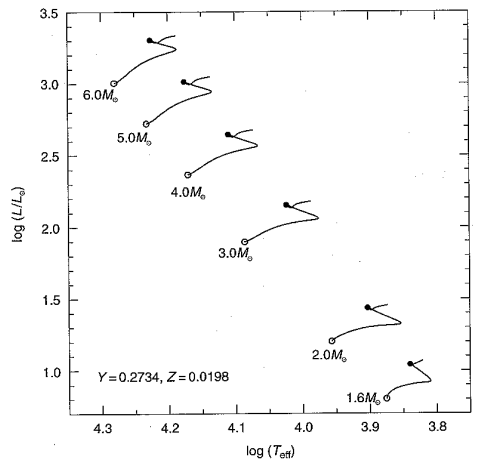 3.5
3.0
2.5
2.0
1.5
1.0
log (L/L⊙)
6.0M⊙
5.0M⊙
4.0M⊙
3.0M⊙
2.0M⊙
1.6M⊙
Y=0.2734, Z=0.0198
4.3 4.2 4.1 4.0 3.9 3.8
log (Teff)